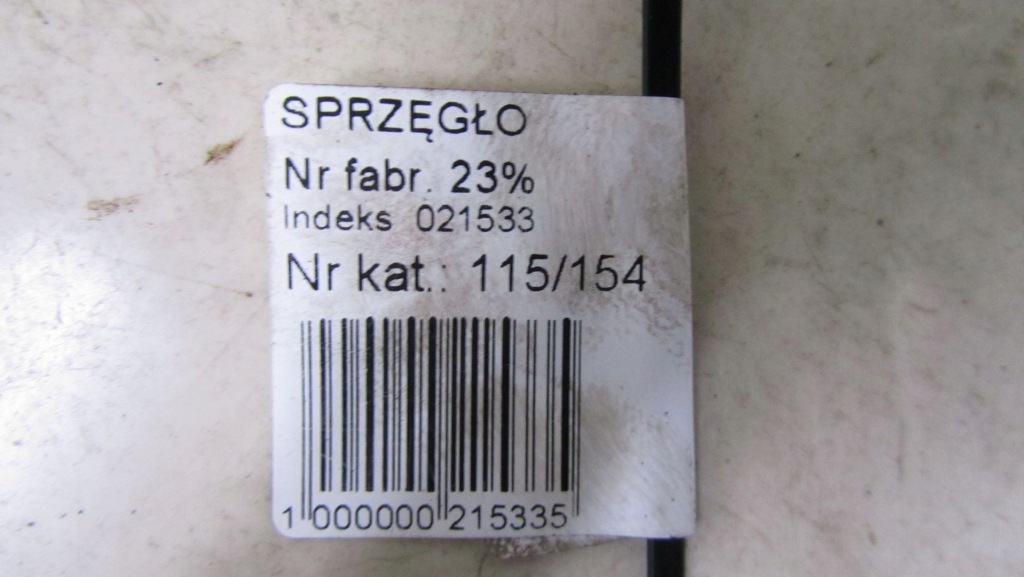 SPRZĘGŁO
Nr fabr. 23%
Indeks 021533
Nr kat.: 115/154
1 000000 215335